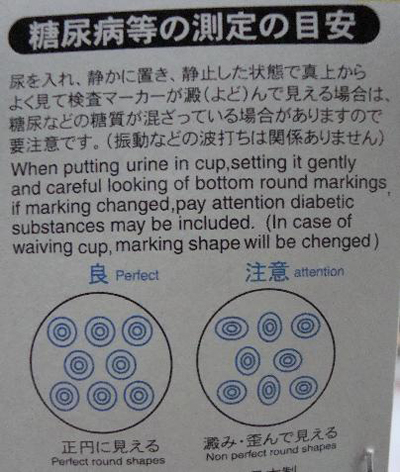 糖尿病等の測定の目安
尿を入れ、静かに置き、静止した状態で真上から
よく見て検査マーカーが澱(よど)んで見える場合は、
糖尿などの糖質が混ざっている場合がありますので
要注意です。(振動などの波打ちは関係ありません)
When putting urine in cup,setting it gently
and careful looking of bottom round markings,
if marking changed,pay attention diabetic
substances may be included. (In case of
waiving cup,marking shape will be chenged)
良 Perfect 注意 attention
正円に見える 澱み・歪んで見える
Perfect round shapes Non perfect round shapes
日本製